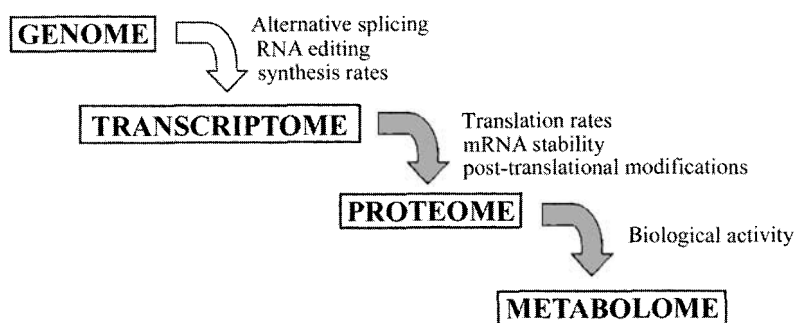 GENOME
Alternative splicing
RNA editing
synthesis rates
TRANSCRIPTOME
Translation rates
mRNA stability
post-translational modifications
PROTEOME
Biological activity
METABOLOME